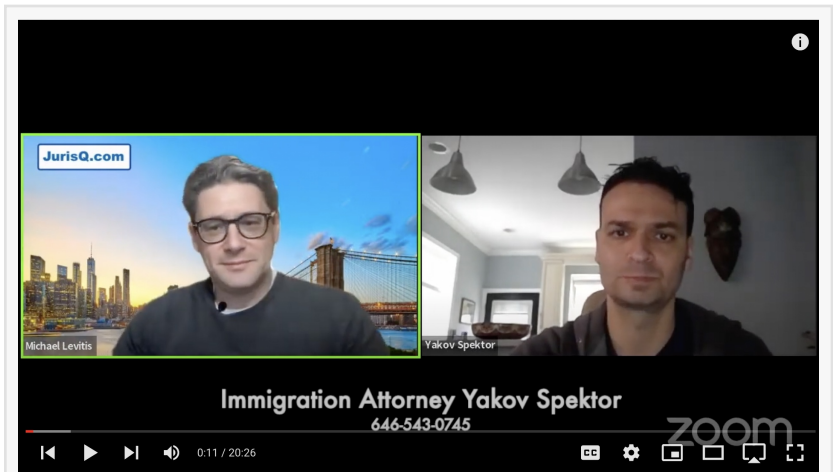 JurisQ.com
Michael Levitis
Yakov Spektor
Immigration Attorney Yakov Spektor
646-543-0745
zoom
0:11 / 20:26
CC